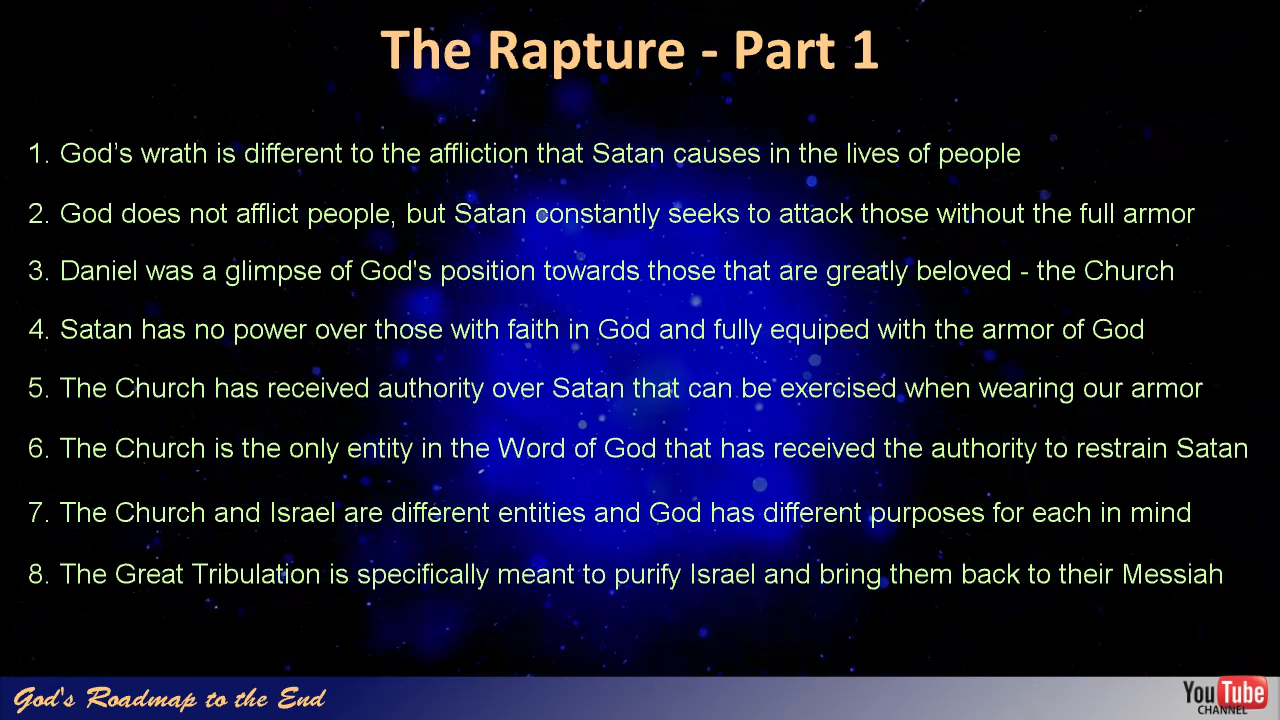 The Rapture - Part 1
1. God’s wrath is different to the affliction that Satan causes in the lives of people
2. God does not afflict people, but Satan constantly seeks to attack those without the full armor
3. Daniel was a glimpse of God's position towards those that are greatly beloved - the Church
4. Satan has no power over those with faith in God and fully equiped with the armor of God
5. The Church has received authority over Satan that can be exercised when wearing our armor
6. The Church is the only entity in the Word of God that has received the authority to restrain Satan
7. The Church and Israel are different entities and God has different purposes for each in mind
8. The Great Tribulation is specifically meant to purify Israel and bring them back to their Messiah
God's Roadmap to the End
YouTube
CHANNEL